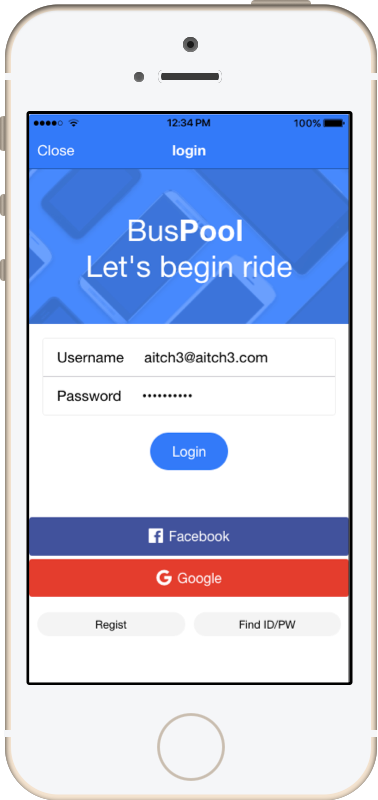 12:34 PM 100%
Close login
BusPool
Let's begin ride
Username aitch3@aitch3.com
Password ••••••••••
Login
Facebook
G Google
Regist Find ID/PW